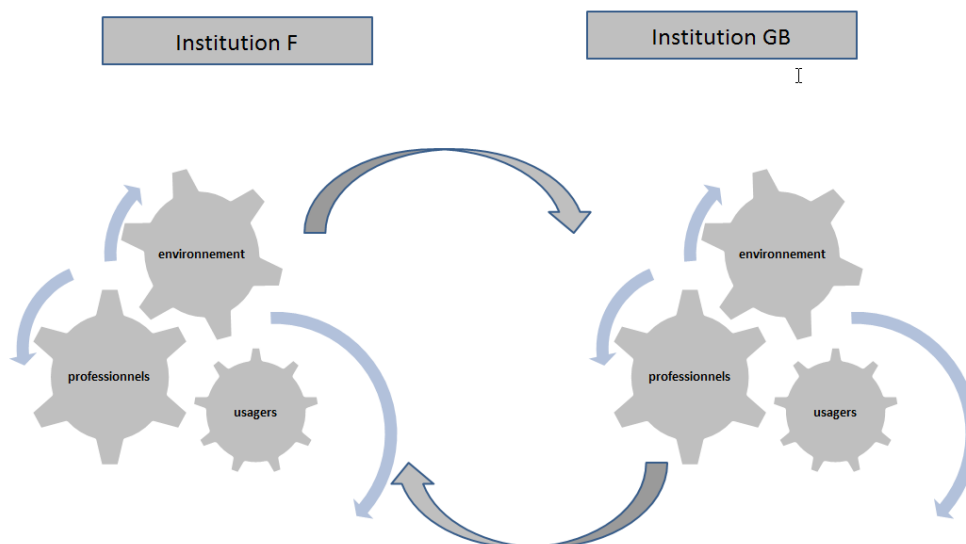 Institution F
Institution GB
environnement
professionnels
usagers
environnement
professionnels
usagers